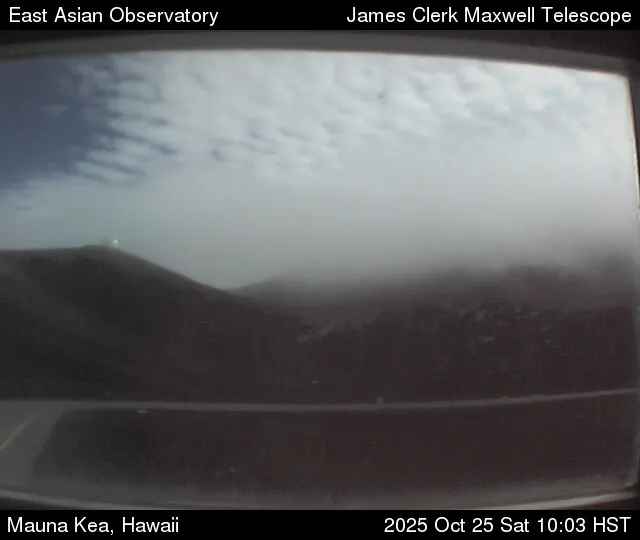 East Asian Observatory
James Clerk Maxwell Telescope
Mauna Kea, Hawaii
2025 Oct 25 Sat 10:03 HST